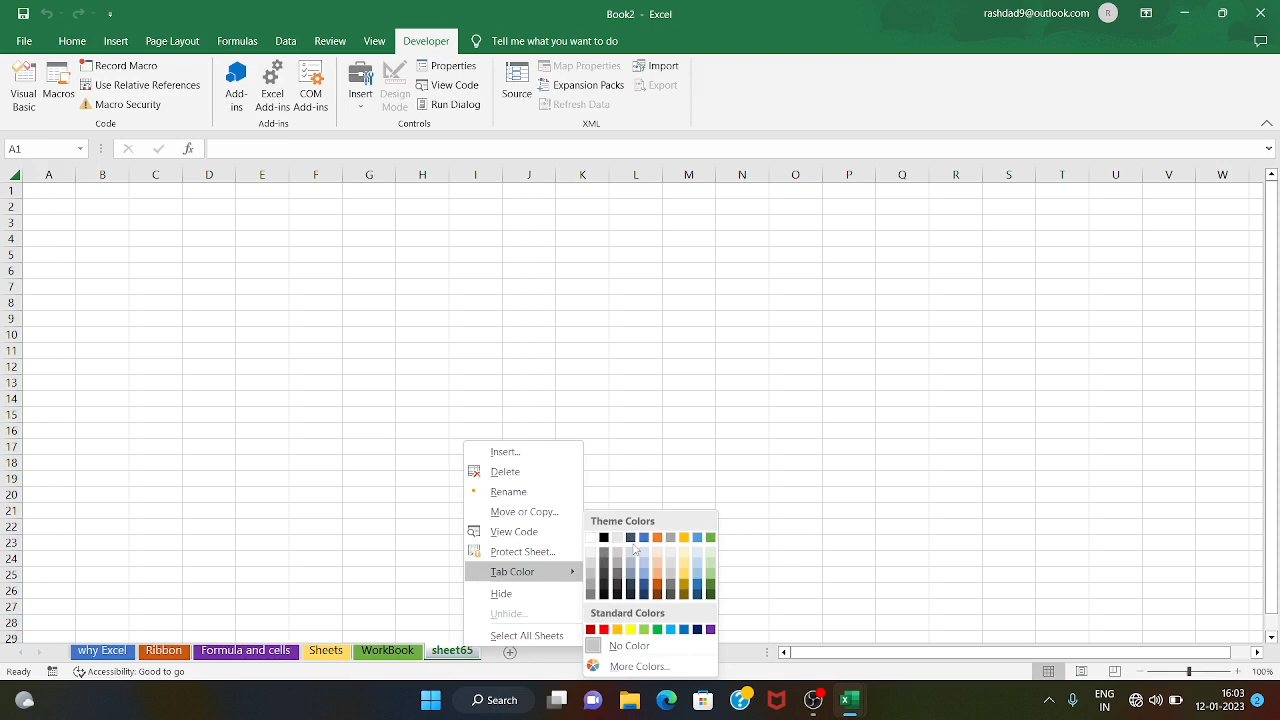 Book2 - Excel
rashdad9@outlook.com R
File Home Insert Page Layout Formulas Data Review View Developer Tell me what you want to do
Visual Basic
Macros
Record Macro
Use Relative References
Macro Security
Code
Add-ins
Excel Add-ins
COM Add-ins
Add-ins
Insert
Design Mode
Properties
View Code
Run Dialog
Controls
Source
Map Properties
Expansion Packs
Refresh Data
Import
Export
XML
A1 fx
A B C D E F G H I J K L M N O P Q R S T U V W
1
2
3
4
5
6
7
8
9
10
11
12
13
14
15
16
17
18
19
20
21
22
23
24
25
26
27
28
29
Insert...
Delete
Rename
Move or Copy...
View Code
Protect Sheet...
Tab Color
Hide
Unhide...
Select All Sheets
Theme Colors
Standard Colors
No Color
More Colors...
why Excel Ribbon Formula and cells Sheets WorkBook sheet65
Accessibility: Good to go
100%
Search
ENG
IN
16:03
12-01-2023
2